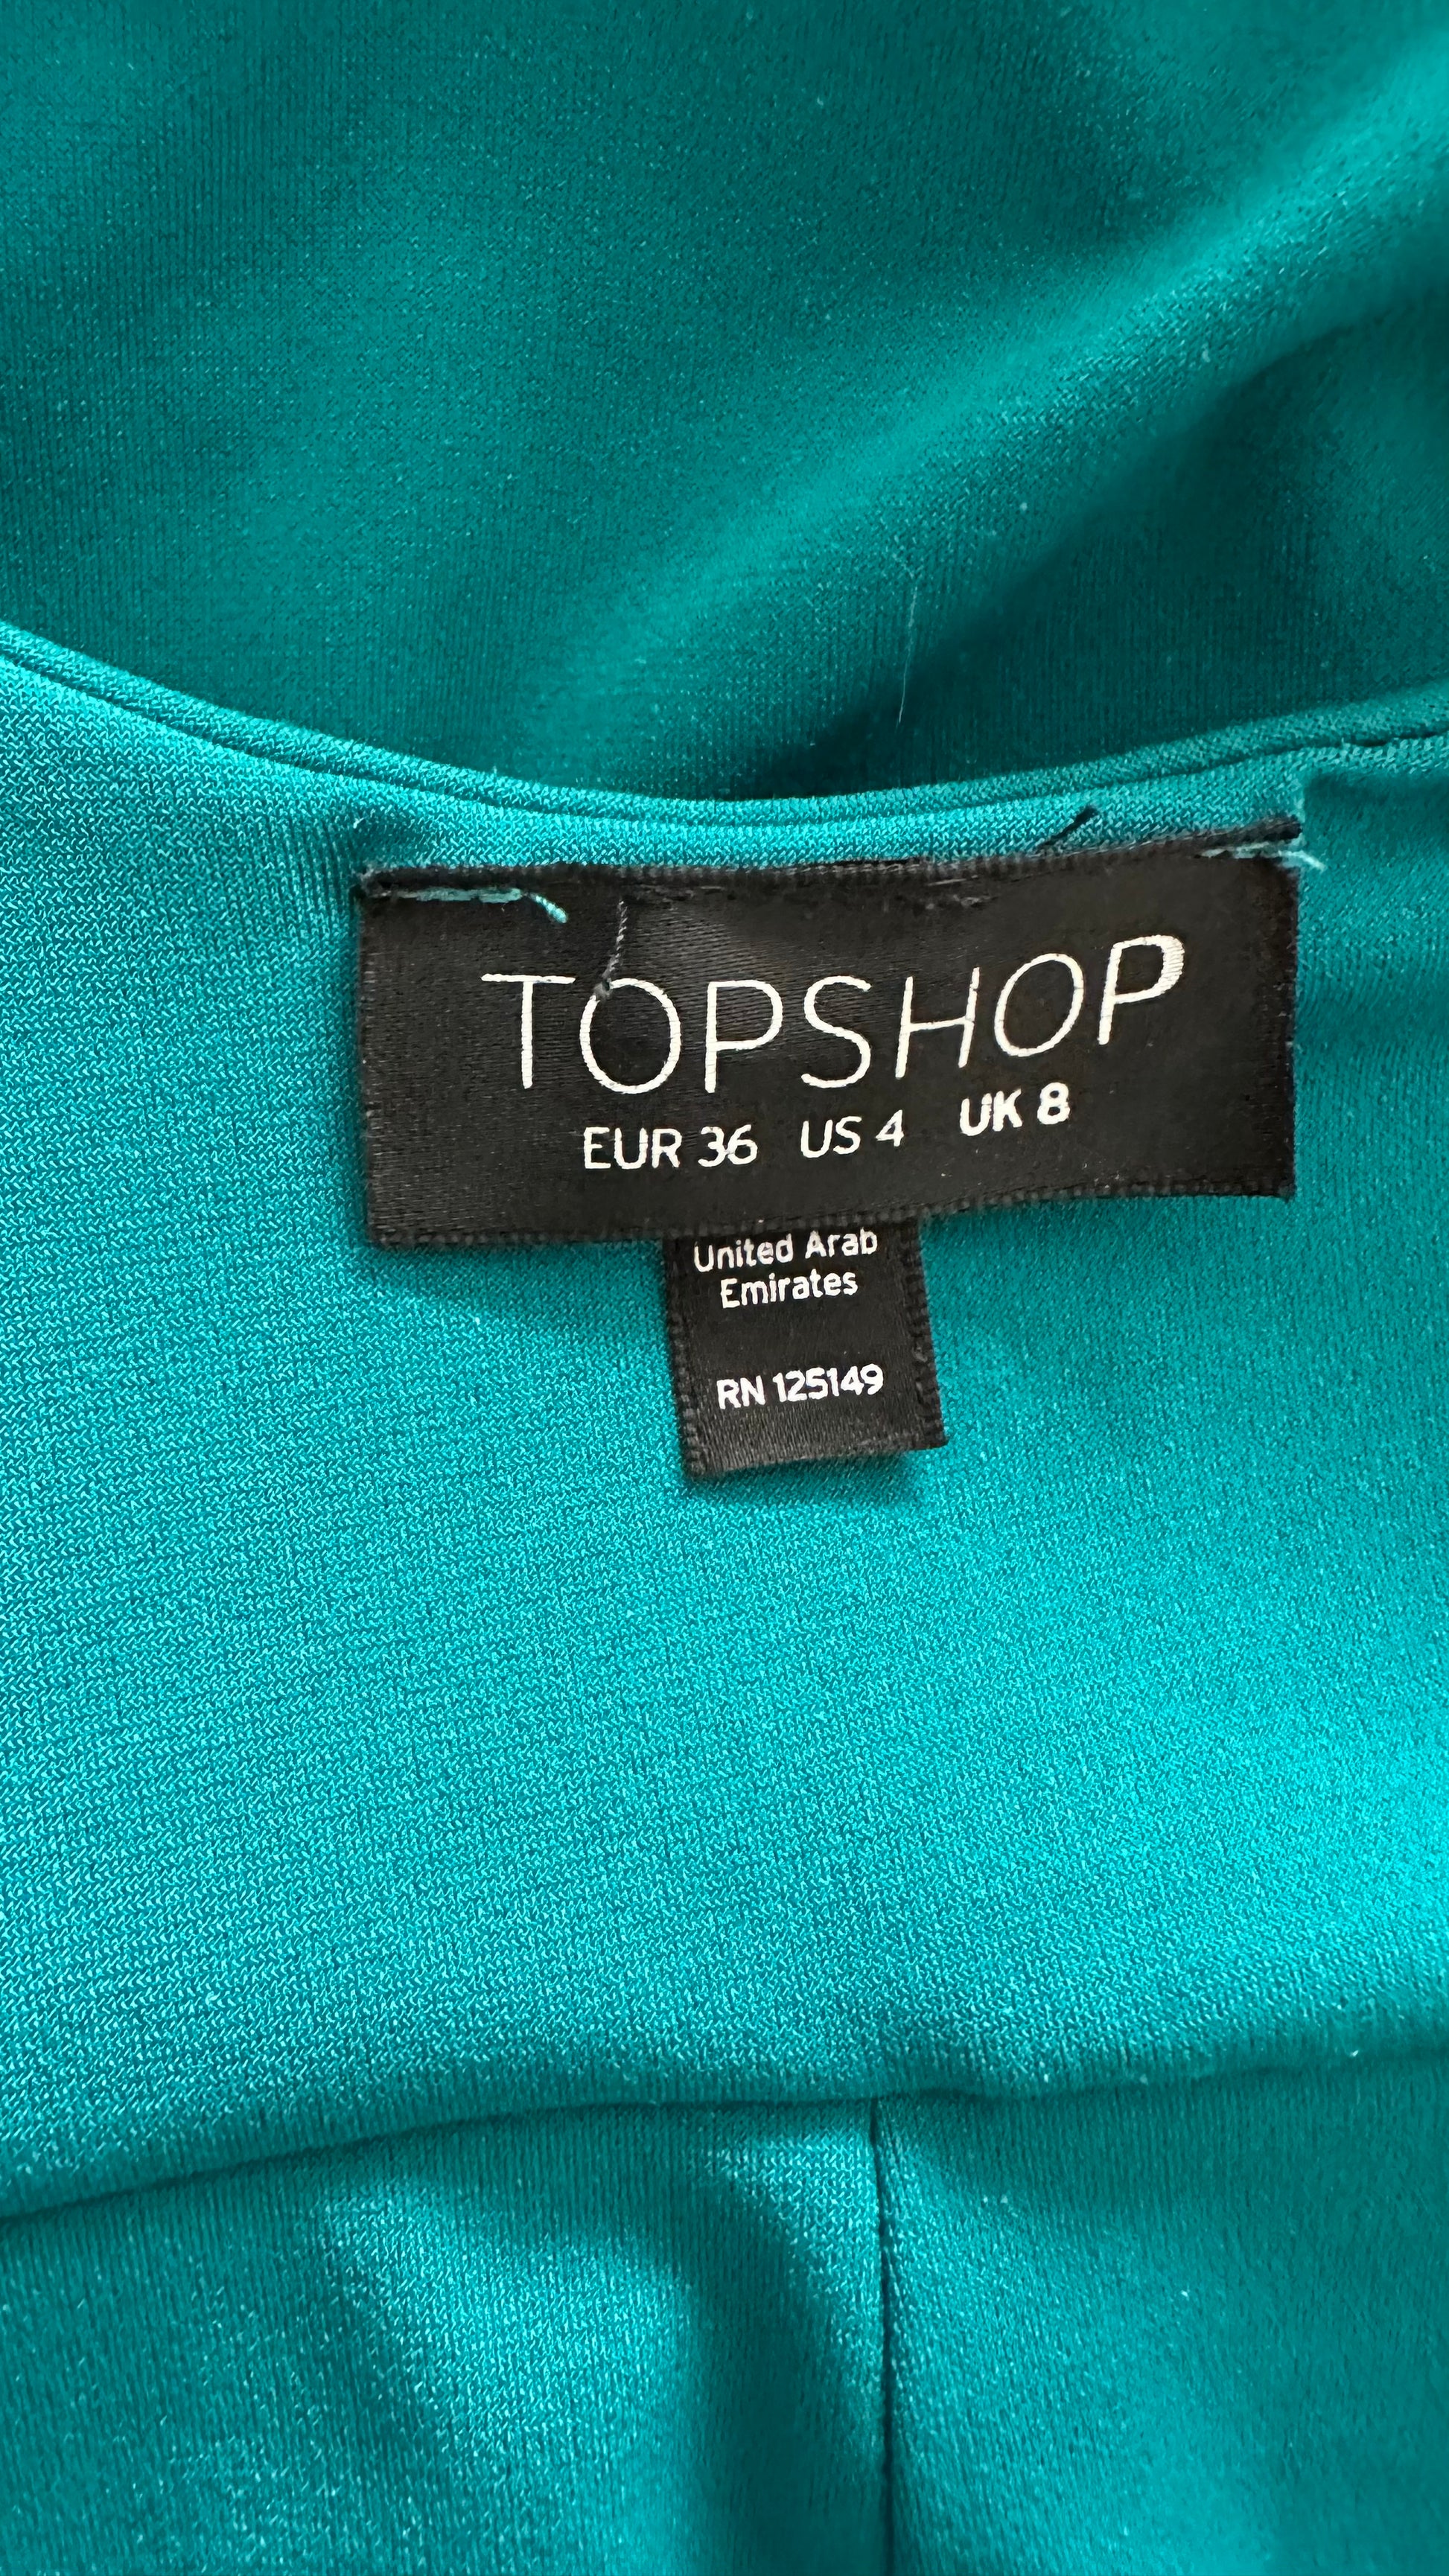 TOPSHOP
EUR 36 US 4 UK 8
United Arab
Emirates
RN 125149